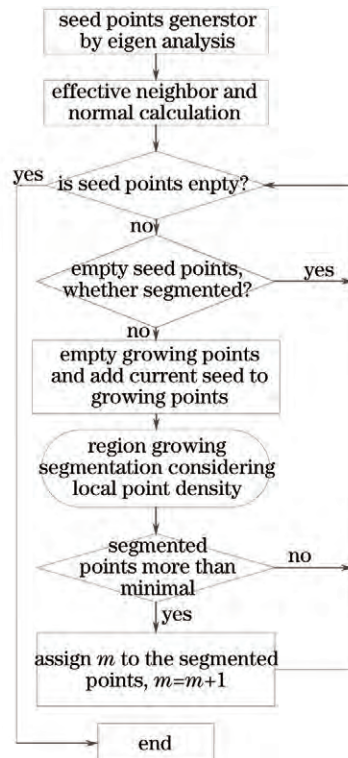 seed points generstor
by eigen analysis
effective neighbor and
normal calculation
yes
is seed points enpty?
no
empty seed points,
whether segmented?
yes
no
empty growing points
and add current seed to
growing points
region growing
segmentation considering
local point density
segmented
points more than
minimal
no
yes
assign m to the segmented
points, m=m+1
end